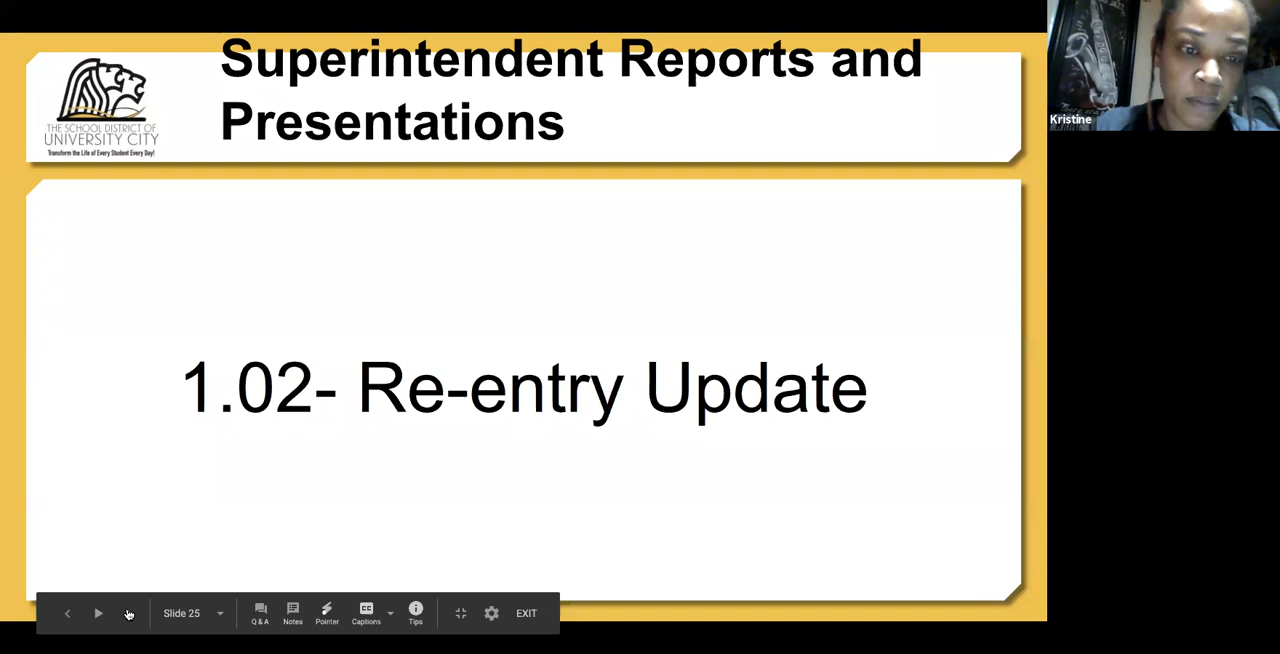 Superintendent Reports and
Presentations
THE SCHOOL DISTRICT OF
UNIVERSITY CITY
Transform the Life of Every Student Every Day!
Kristine
1.02- Re-entry Update
Slide 25
Q & A
Notes
Pointer
CC
Captions
Tips
EXIT